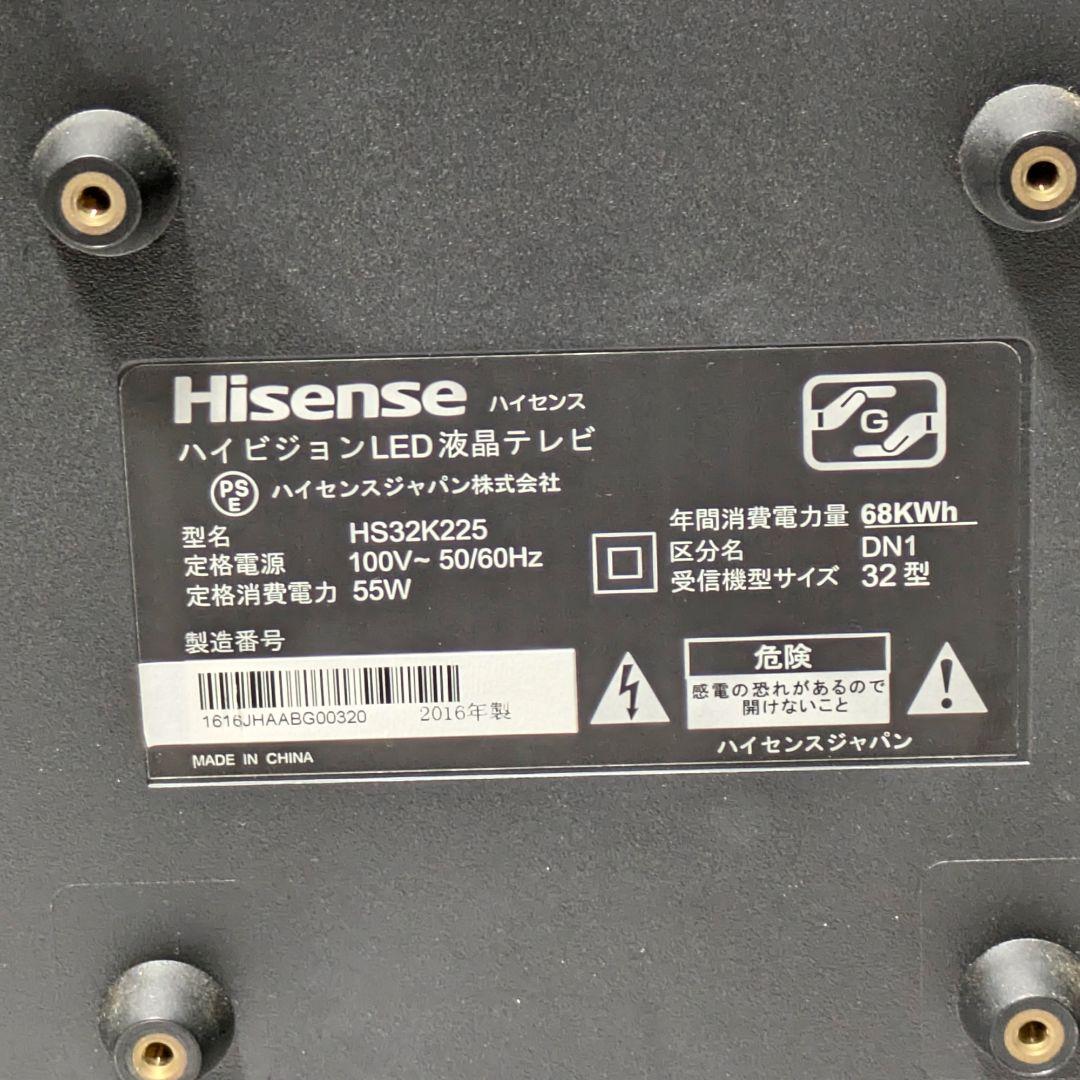 Hisense ハイセンス
ハイビジョンLED液晶テレビ
PSE ハイセンスジャパン株式会社
型名 HS32K225
定格電源 100V~ 50/60Hz
定格消費電力 55W
G
年間消費電力量 68KWh
区分名 DN1
受信機型サイズ 32型
製造番号
1616JHAABG00320 2016年製
MADE IN CHINA
危険
感電の恐れがあるので
開けないこと
ハイセンスジャパン